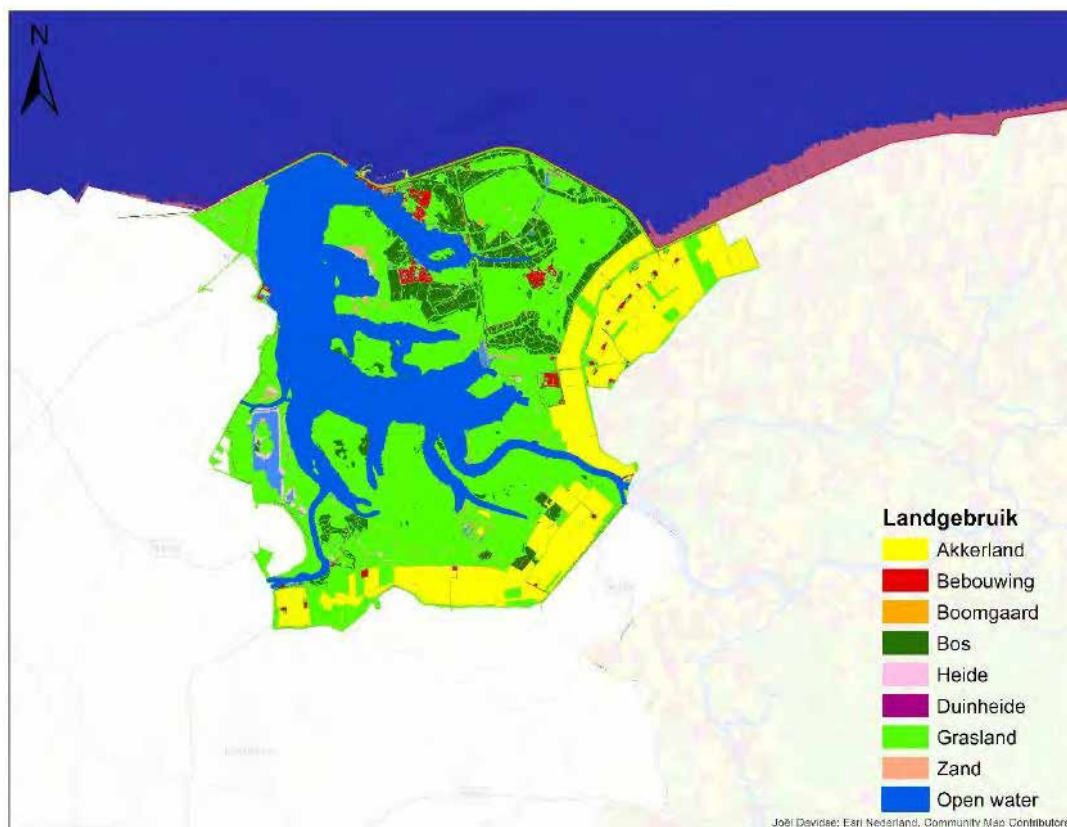 N
Landgebruik
Akkerland
Bebouwing
Boomgaard
Bos
Heide
Duinheide
Grasland
Zand
Open water
Joël Davidse; Esri Nederland, Community Map Contributors